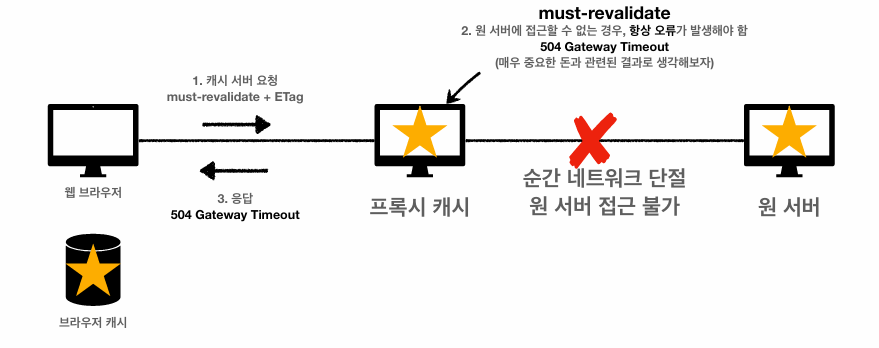 must-revalidate
2. 원 서버에 접근할 수 없는 경우, 항상 오류가 발생해야 함
504 Gateway Timeout
(매우 중요한 돈과 관련된 결과로 생각해보자)
1. 캐시 서버 요청
must-revalidate + ETag
3. 응답
504 Gateway Timeout
순간 네트워크 단절
원 서버 접근 불가
웹 브라우저
프록시 캐시
원 서버
브라우저 캐시